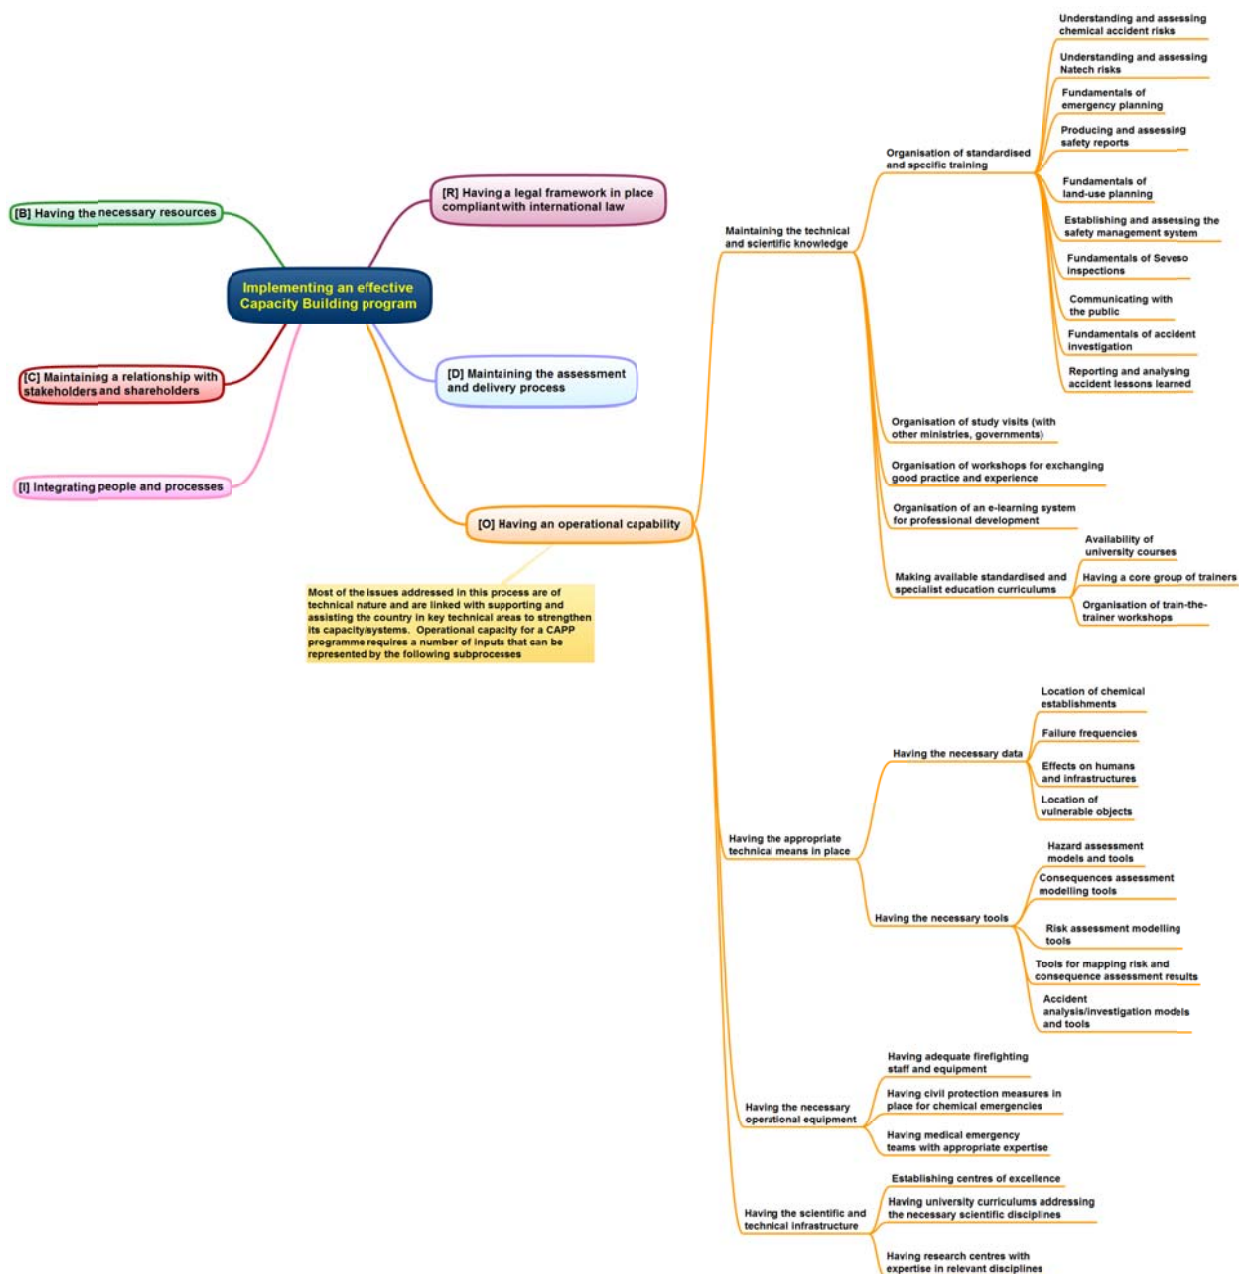 [B] Having the necessary resources
[R] Having a legal framework in place
compliant with international law
Implementing an effective
Capacity Building program
[C] Maintaining a relationship with
stakeholders and shareholders
[D] Maintaining the assessment
and delivery process
[I] Integrating people and processes
[O] Having an operational capability
Most of the issues addressed in this process are of
technical nature and are linked with supporting and
assisting the country in key technical areas to strengthen
its capacity/systems. Operational capacity for a CAPP
programme requires a number of inputs that can be
represented by the following subprocesses
Maintaining the technical
and scientific knowledge
Organisation of standardised
and specific training
Understanding and assessing
chemical accident risks
Understanding and assessing
Natech risks
Fundamentals of
emergency planning
Producing and assessing
safety reports
Fundamentals of
land-use planning
Establishing and assessing the
safety management system
Fundamentals of Seveso
inspections
Communicating with
the public
Fundamentals of accident
investigation
Reporting and analysing
accident lessons learned
Organisation of study visits (with
other ministries, governments)
Organisation of workshops for exchanging
good practice and experience
Organisation of an e-learning system
for professional development
Making available standardised and
specialist education curriculums
Availability of
university courses
Having a core group of trainers
Organisation of train-the-
trainer workshops
Having the appropriate
technical means in place
Having the necessary data
Location of chemical
establishments
Failure frequencies
Effects on humans
and infrastructures
Location of
vulnerable objects
Having the necessary tools
Hazard assessment
models and tools
Consequences assessment
modelling tools
Risk assessment modelling
tools
Tools for mapping risk and
consequence assessment results
Accident
analysis/investigation models
and tools
Having the necessary
operational equipment
Having adequate firefighting
staff and equipment
Having civil protection measures in
place for chemical emergencies
Having medical emergency
teams with appropriate expertise
Having the scientific and
technical infrastructure
Establishing centres of excellence
Having university curriculums addressing
the necessary scientific disciplines
Having research centres with
expertise in relevant disciplines